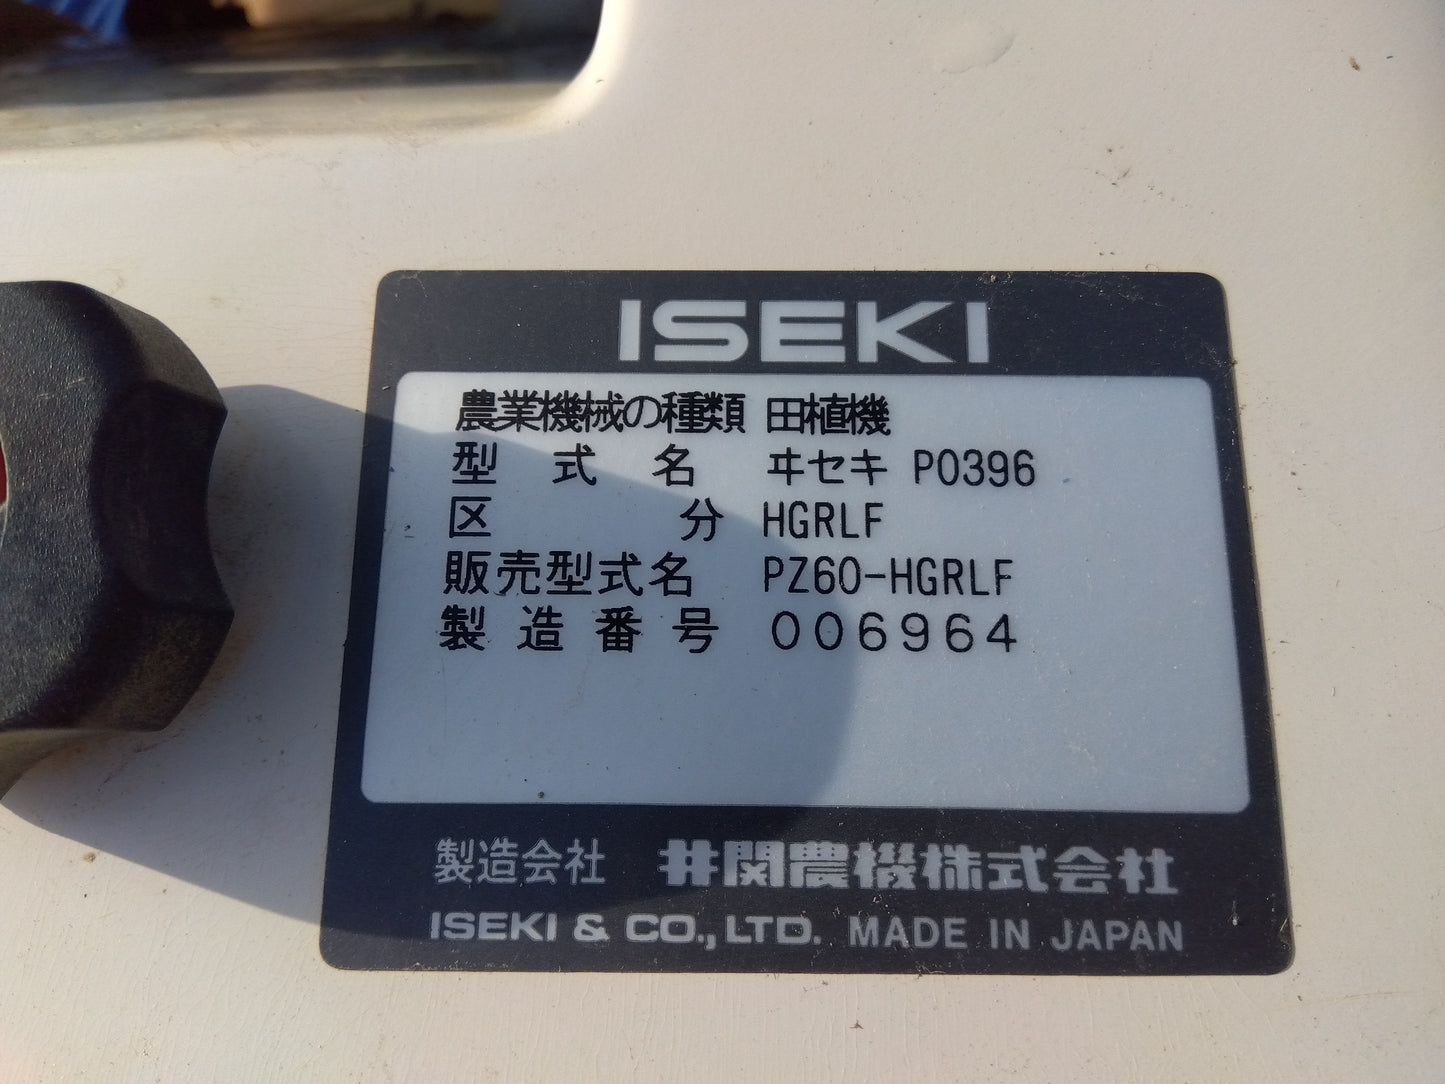 ISEKI
農業機械の種類 田植機
型式名 ヰセキ P0396
区分 HGRLF
販売型式名 PZ60-HGRLF
製造番号 006964
製造会社 井関農機株式会社
ISEKI & CO., LTD. MADE IN JAPAN